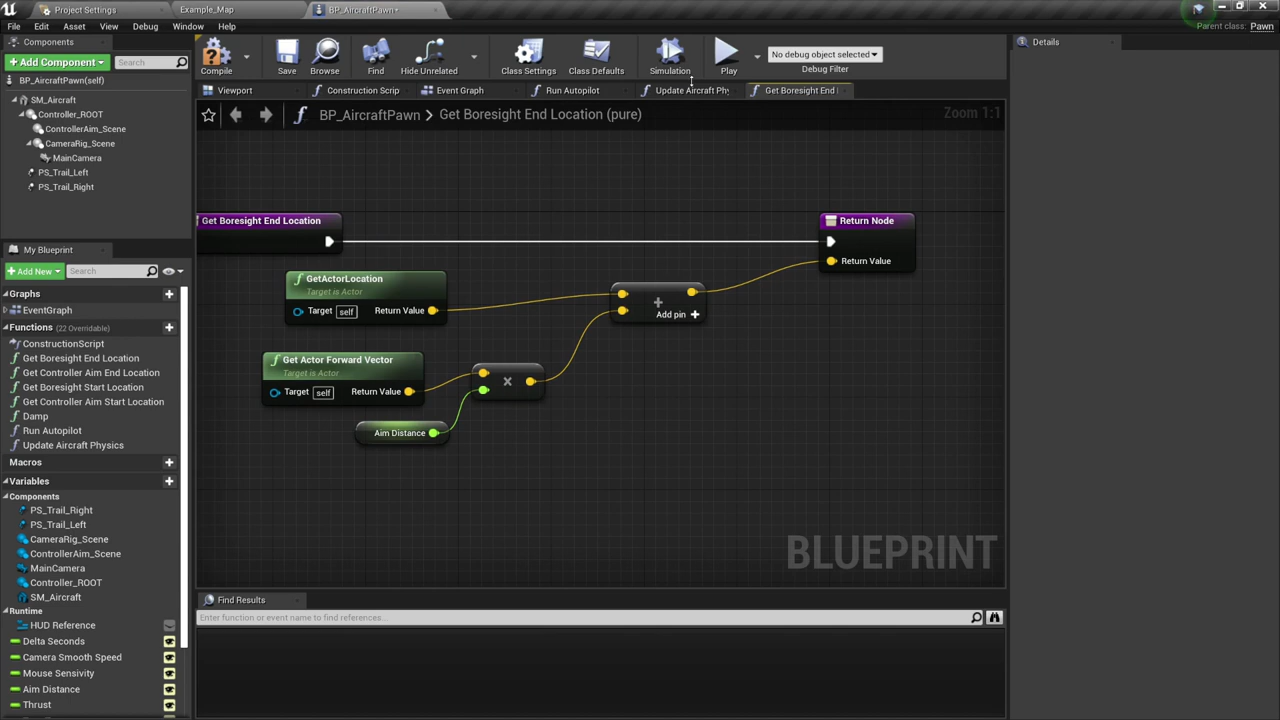 Project Settings
Example_Map
BP_AircraftPawn*
File Edit Asset View Debug Window Help
Parent class: Pawn
Components
Add Component
Search
BP_AircraftPawn(self)
SM_Aircraft
Controller_ROOT
ControllerAim_Scene
CameraRig_Scene
MainCamera
PS_Trail_Left
PS_Trail_Right
Compile
Save
Browse
Find
Hide Unrelated
Class Settings
Class Defaults
Simulation
Play
No debug object selected
Debug Filter
Viewport
Construction Scrip
Event Graph
Run Autopilot
Update Aircraft Phy
Get Boresight End
BP_AircraftPawn > Get Boresight End Location (pure)
Zoom 1:1
Get Boresight End Location
GetActorLocation
Target is Actor
Target self Return Value
Get Actor Forward Vector
Target is Actor
Target self Return Value
Aim Distance
Add pin
Return Node
Return Value
BLUEPRINT
My Blueprint
Add New
Search
Graphs
EventGraph
Functions (22 Overridable)
ConstructionScript
Get Boresight End Location
Get Controller Aim End Location
Get Boresight Start Location
Get Controller Aim Start Location
Damp
Run Autopilot
Update Aircraft Physics
Macros
Variables
Components
PS_Trail_Right
PS_Trail_Left
CameraRig_Scene
ControllerAim_Scene
MainCamera
Controller_ROOT
SM_Aircraft
Runtime
HUD Reference
Delta Seconds
Camera Smooth Speed
Mouse Sensivity
Aim Distance
Thrust
Find Results
Enter function or event name to find references...
Details